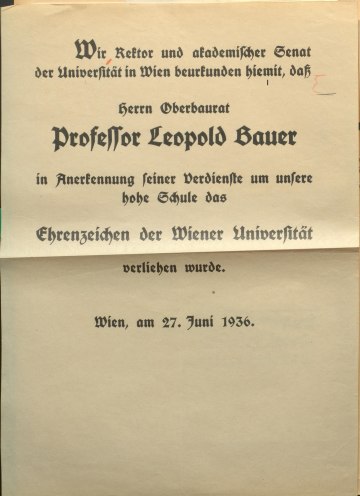 Wir Rektor und akademischer Senat
der Universität in Wien beurkunden hiemit, daß
Herrn Oberbaurat
Professor Leopold Bauer
in Anerkennung seiner Verdienste um unsere
hohe Schule das
Ehrenzeichen der Wiener Universität
verliehen wurde.
Wien, am 27. Juni 1936.